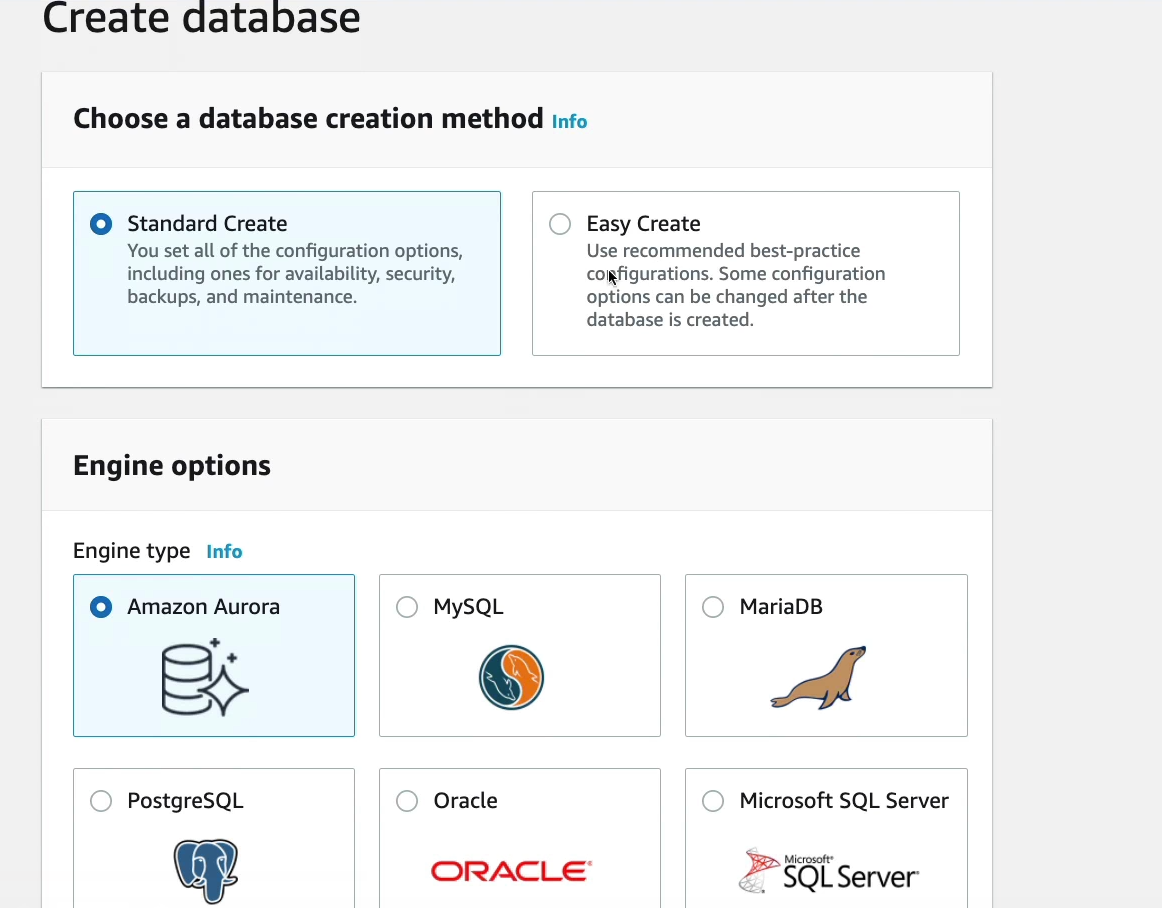 Create database
Choose a database creation method Info
Standard Create
You set all of the configuration options,
including ones for availability, security,
backups, and maintenance.
Easy Create
Use recommended best-practice
configurations. Some configuration
options can be changed after the
database is created.
Engine options
Engine type Info
Amazon Aurora
MySQL
MariaDB
PostgreSQL
Oracle
Microsoft SQL Server
ORACLE®
Microsoft®
SQL Server